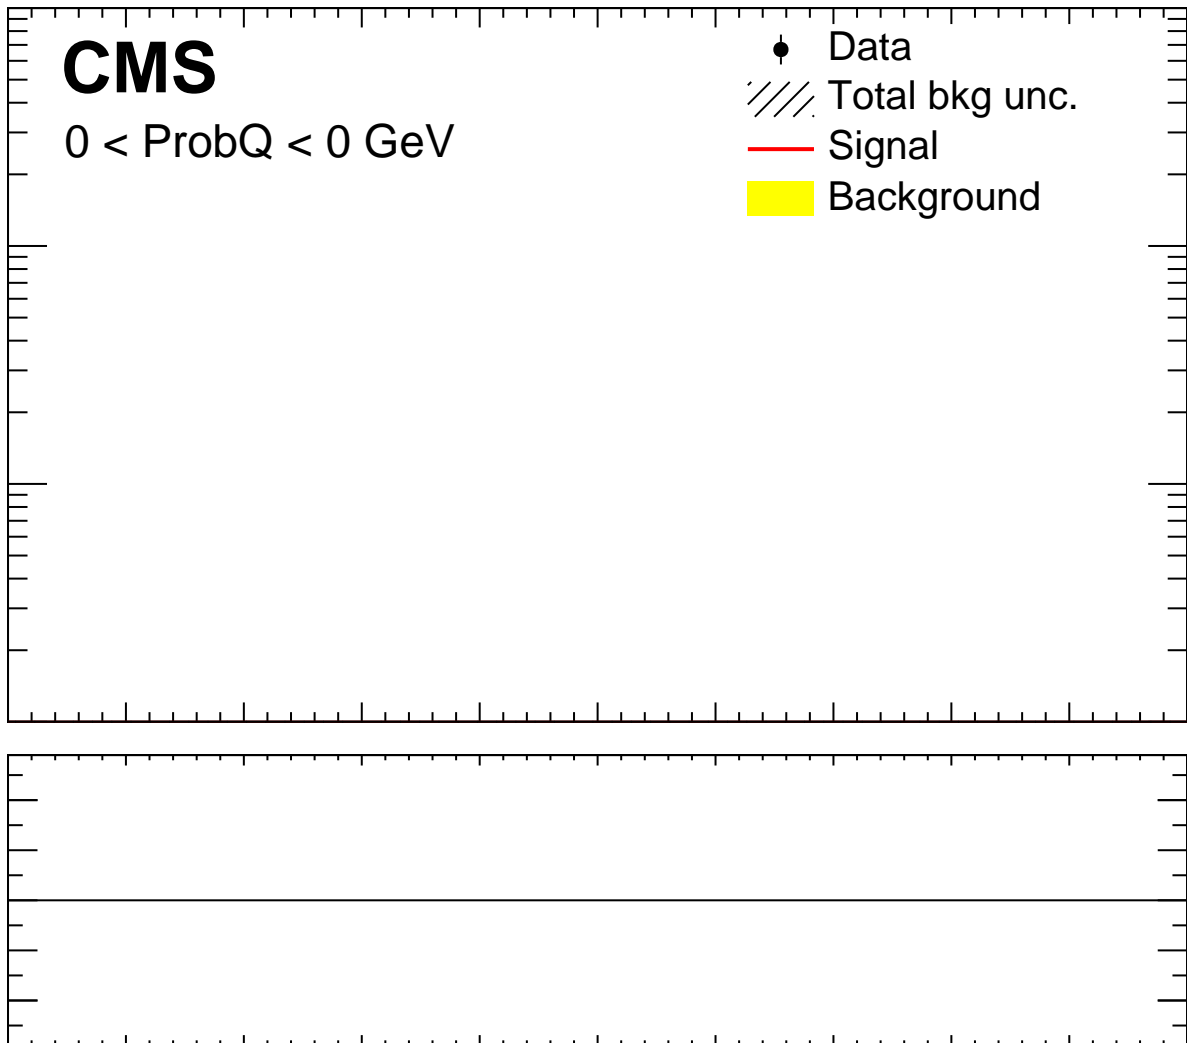 CMS
0 < ProbQ < 0 GeV
Data
Total bkg unc.
Signal
Background